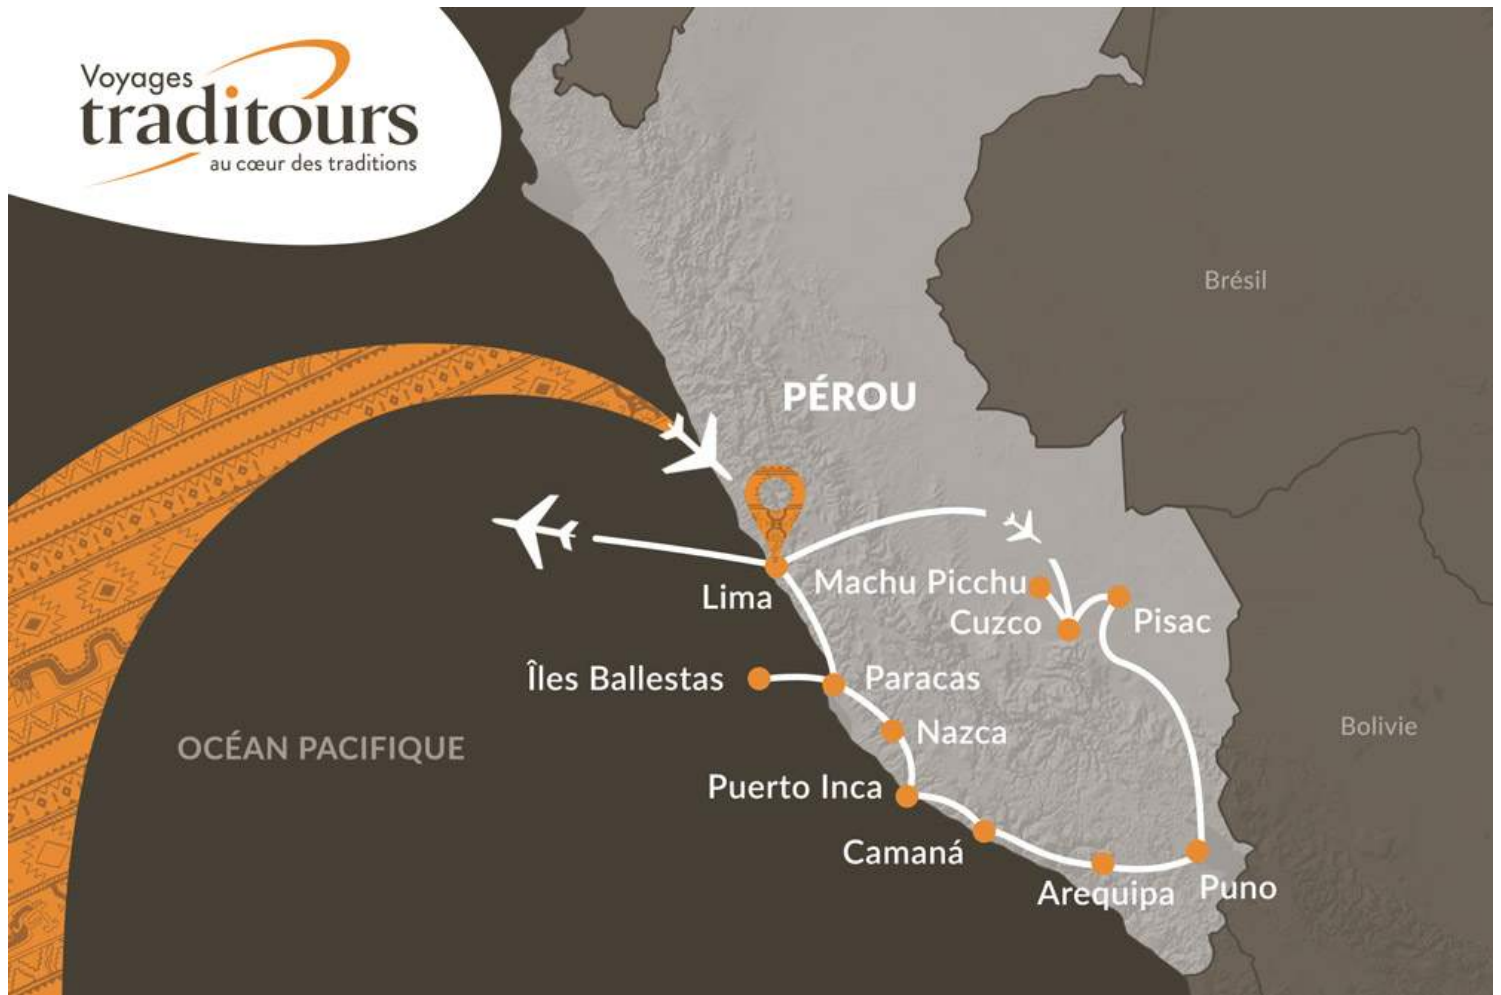 Voyages
traditours
au cœur des traditions
Brésil
PÉROU
Lima
Machu Picchu
Cuzco
Pisac
Îles Ballestas
Paracas
Nazca
OCÉAN PACIFIQUE
Bolivie
Puerto Inca
Camaná
Arequipa
Puno